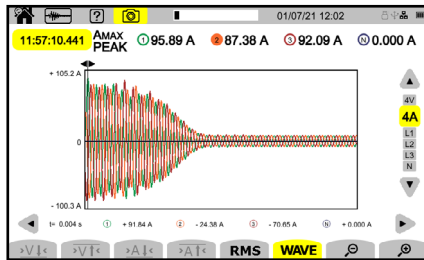 ? 01/07/21 12:02
11:57:10.441 AMAX PEAK 1 95.89 A 2 87.38 A 3 92.09 A N 0.000 A
+ 105.2 A
0
- 100.3 A
4V
4A
L1
L2
L3
N
t= 0.004 s 1 + 91.84 A 2 - 24.38 A 3 - 70.65 A N + 0.000 A
>V↓< >V↑< >A↓< >A↑< RMS WAVE